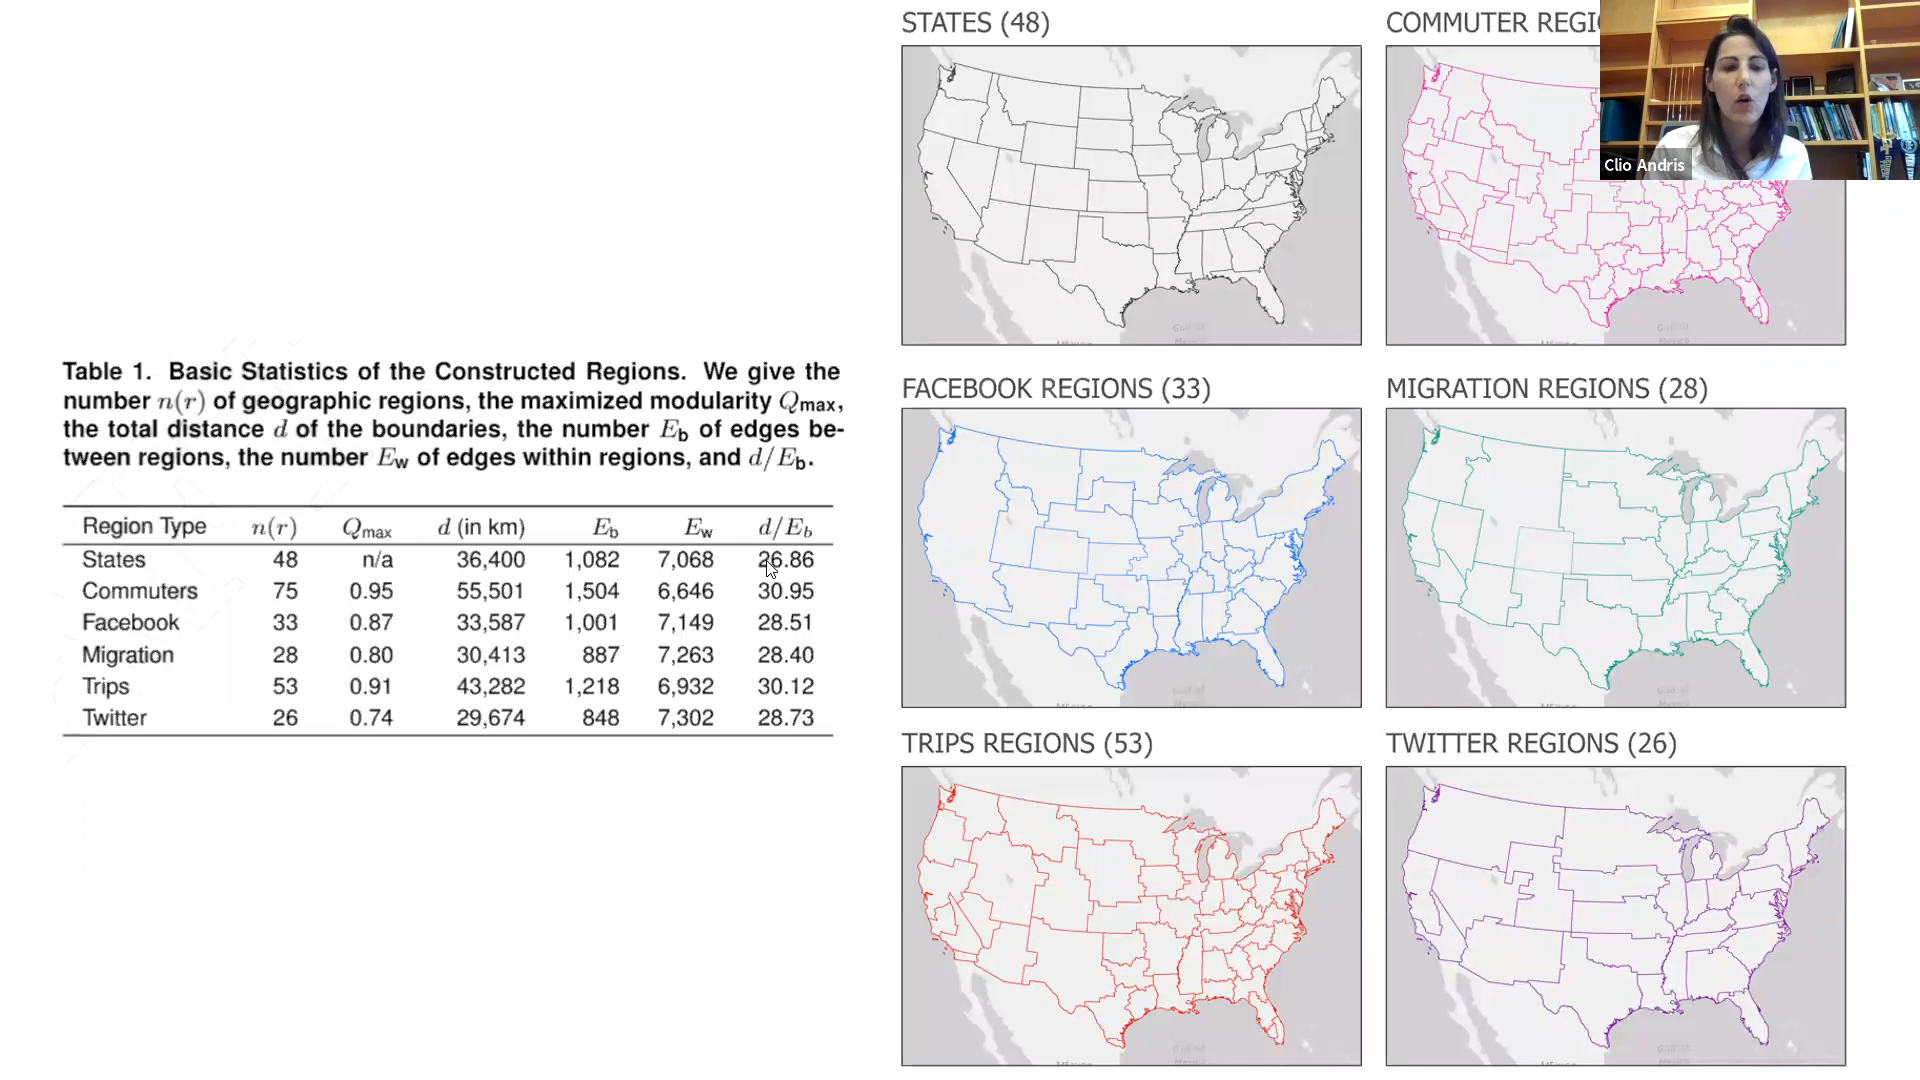 STATES (48)
COMMUTER REGI
Clio Andris
Table 1. Basic Statistics of the Constructed Regions. We give the
number n(r) of geographic regions, the maximized modularity Qmax,
the total distance d of the boundaries, the number Eb of edges be-
tween regions, the number Ew of edges within regions, and d/Eb.
Region Type n(r) Qmax d (in km) Eb Ew d/Eb
States 48 n/a 36,400 1,082 7,068 26.86
Commuters 75 0.95 55,501 1,504 6,646 30.95
Facebook 33 0.87 33,587 1,001 7,149 28.51
Migration 28 0.80 30,413 887 7,263 28.40
Trips 53 0.91 43,282 1,218 6,932 30.12
Twitter 26 0.74 29,674 848 7,302 28.73
FACEBOOK REGIONS (33)
MIGRATION REGIONS (28)
TRIPS REGIONS (53)
TWITTER REGIONS (26)